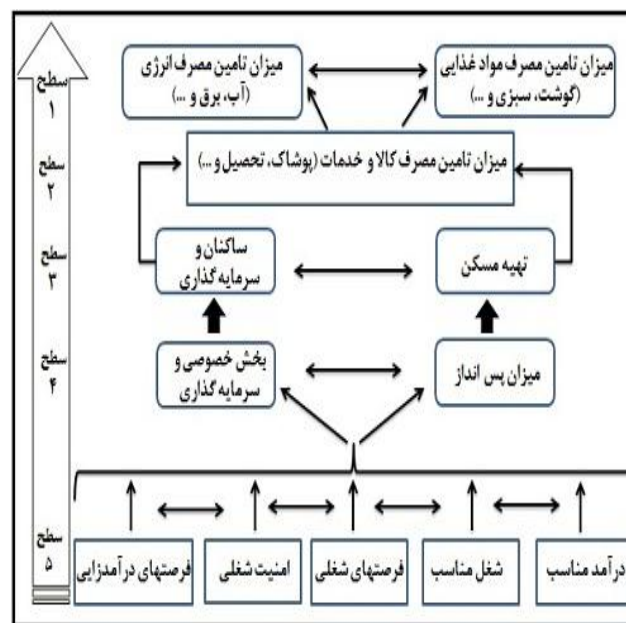 سطح
۱
میزان تامین مصرف مواد غذایی
(گوشت، سبزی و ...)
میزان تامین مصرف انرژی
(آب، برق و ...)
سطح
۲
میزان تامین مصرف کالا و خدمات (پوشاک، تحصیل و ...)
سطح
۳
تهیه مسکن
ساکنان و
سرمایه گذاری
سطح
۴
میزان پس انداز
بخش خصوصی و
سرمایه گذاری
سطح
۵
درآمد مناسب
شغل مناسب
فرصتهای شغلی
امنیت شغلی
فرصتهای درآمدزایی